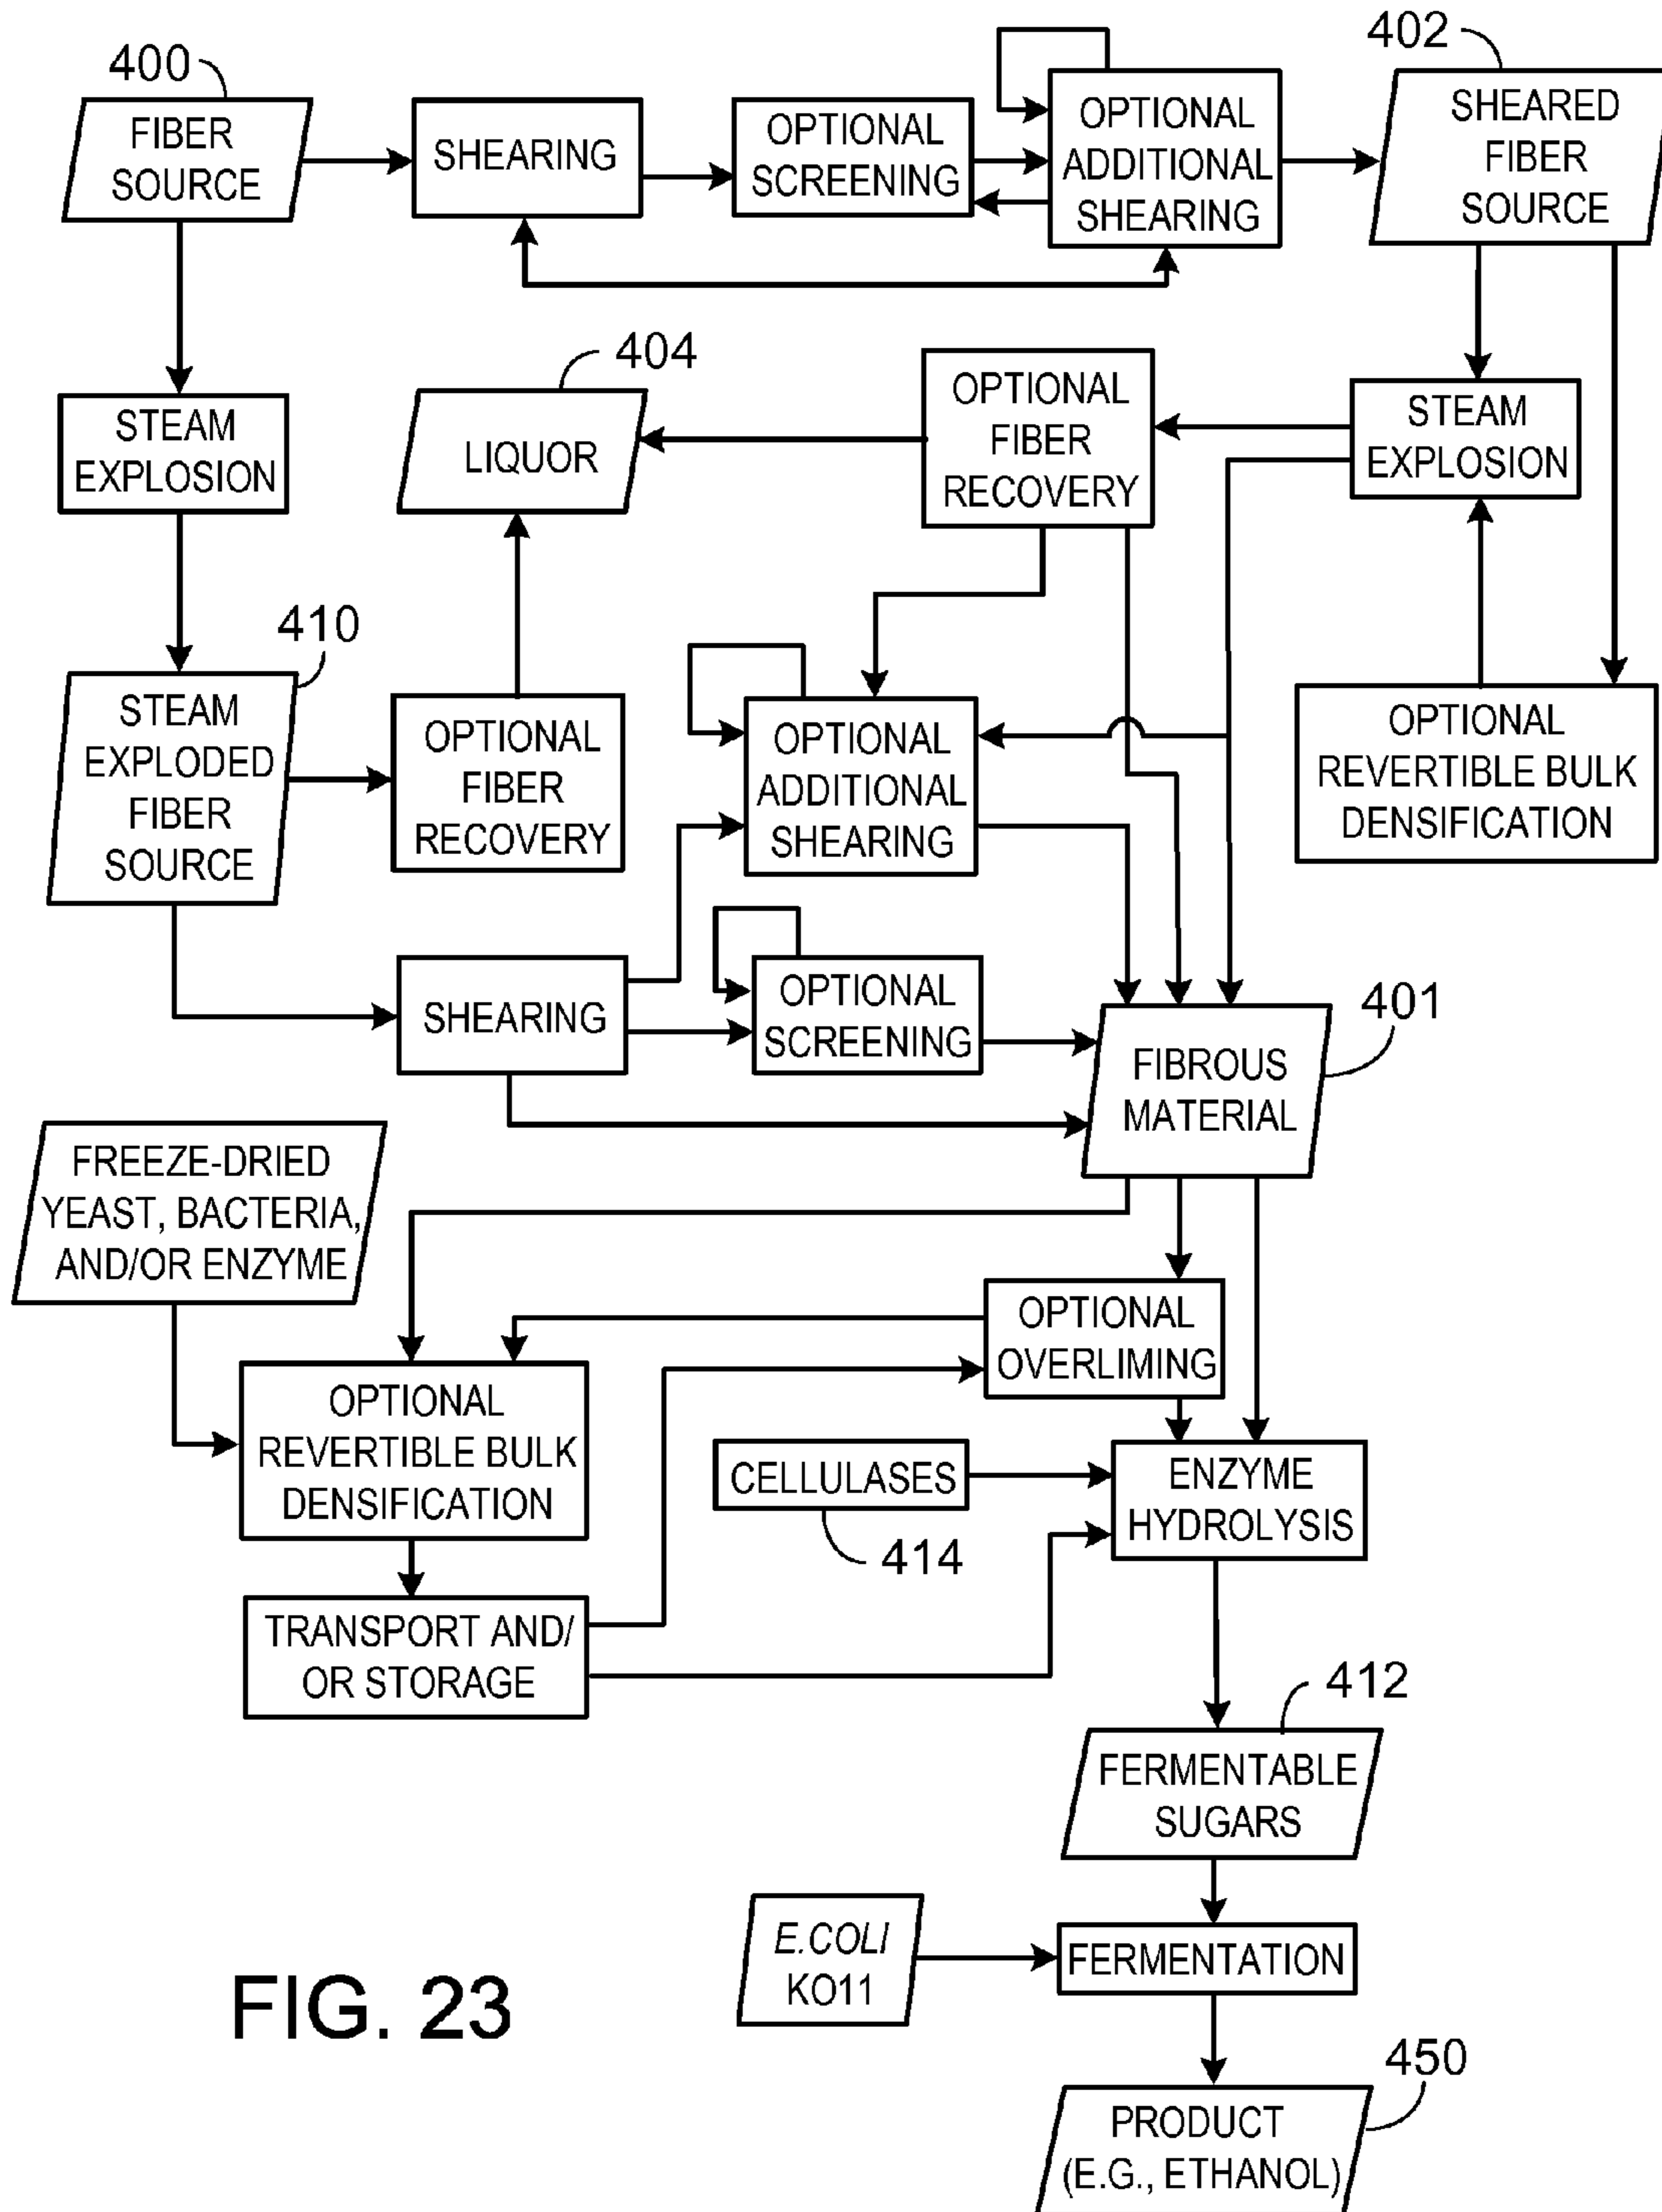 400
402
FIBER
SOURCE
SHEARING
OPTIONAL
SCREENING
OPTIONAL
ADDITIONAL
SHEARING
SHEARED
FIBER
SOURCE
404
STEAM
EXPLOSION
LIQUOR
OPTIONAL
FIBER
RECOVERY
STEAM
EXPLOSION
410
STEAM
EXPLODED
FIBER
SOURCE
OPTIONAL
FIBER
RECOVERY
OPTIONAL
ADDITIONAL
SHEARING
OPTIONAL
REVERTIBLE BULK
DENSIFICATION
SHEARING
OPTIONAL
SCREENING
401
FIBROUS
MATERIAL
FREEZE-DRIED
YEAST, BACTERIA,
AND/OR ENZYME
OPTIONAL
OVERLIMING
OPTIONAL
REVERTIBLE BULK
DENSIFICATION
CELLULASES
414
ENZYME
HYDROLYSIS
TRANSPORT AND/
OR STORAGE
412
FERMENTABLE
SUGARS
E.COLI
KO11
FERMENTATION
FIG. 23
450
PRODUCT
(E.G., ETHANOL)